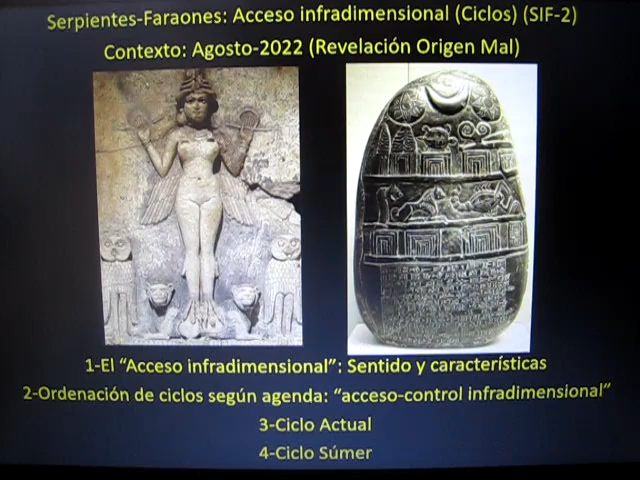 Serpientes-Faraones: Acceso infradimensional (Ciclos) (SIF-2)
Contexto: Agosto-2022 (Revelación Origen Mal)
1-El “Acceso infradimensional”: Sentido y características
2-Ordenación de ciclos según agenda: “acceso-control infradimensional”
3-Ciclo Actual
4-Ciclo Súmer